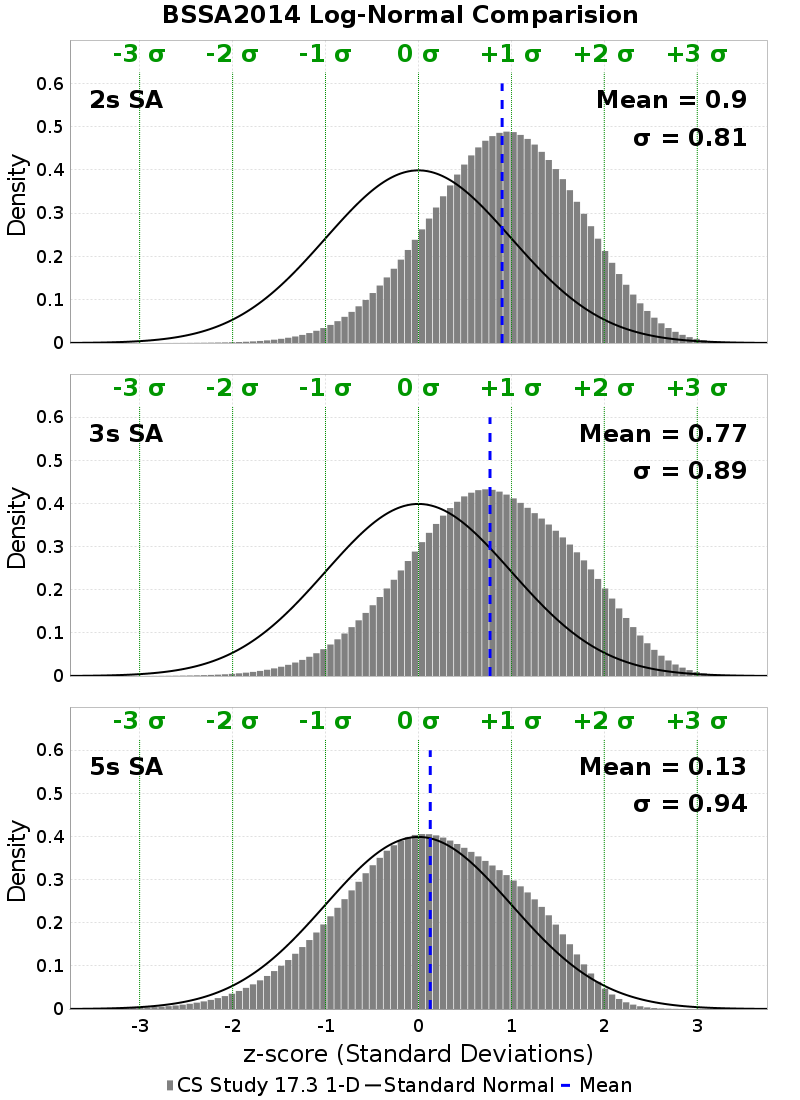 BSSA2014 Log-Normal Comparision
-3 σ -2 σ -1 σ 0 σ +1 σ +2 σ +3 σ
2s SA
Mean = 0.9
σ = 0.81
0.6
0.5
0.4
0.3
0.2
0.1
0
Density
-3 σ -2 σ -1 σ 0 σ +1 σ +2 σ +3 σ
3s SA
Mean = 0.77
σ = 0.89
0.6
0.5
0.4
0.3
0.2
0.1
0
Density
-3 σ -2 σ -1 σ 0 σ +1 σ +2 σ +3 σ
5s SA
Mean = 0.13
σ = 0.94
0.6
0.5
0.4
0.3
0.2
0.1
0
Density
-3 -2 -1 0 1 2 3
z-score (Standard Deviations)
CS Study 17.3 1-D Standard Normal Mean